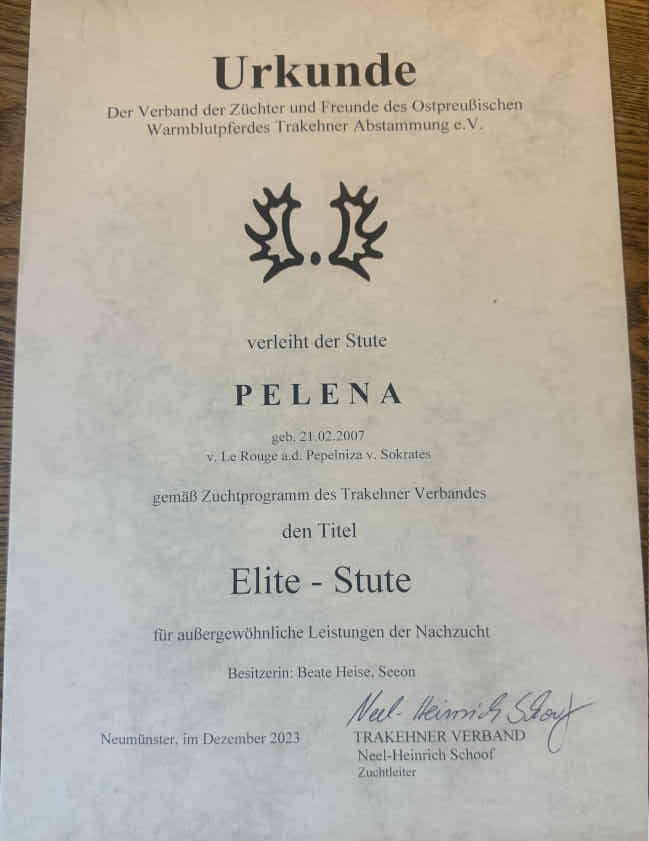 Urkunde
Der Verband der Züchter und Freunde des Ostpreußischen
Warmblutpferdes Trakehner Abstammung e.V.
verleiht der Stute
PELENA
geb. 21.02.2007
v. Le Rouge a.d. Pepelniza v. Sokrates
gemäß Zuchtprogramm des Trakehner Verbandes
den Titel
Elite - Stute
für außergewöhnliche Leistungen der Nachzucht
Besitzerin: Beate Heise, Seeon
Neel-Heinrich Schoof
Neumünster, im Dezember 2023
TRAKEHNER VERBAND
Neel-Heinrich Schoof
Zuchtleiter